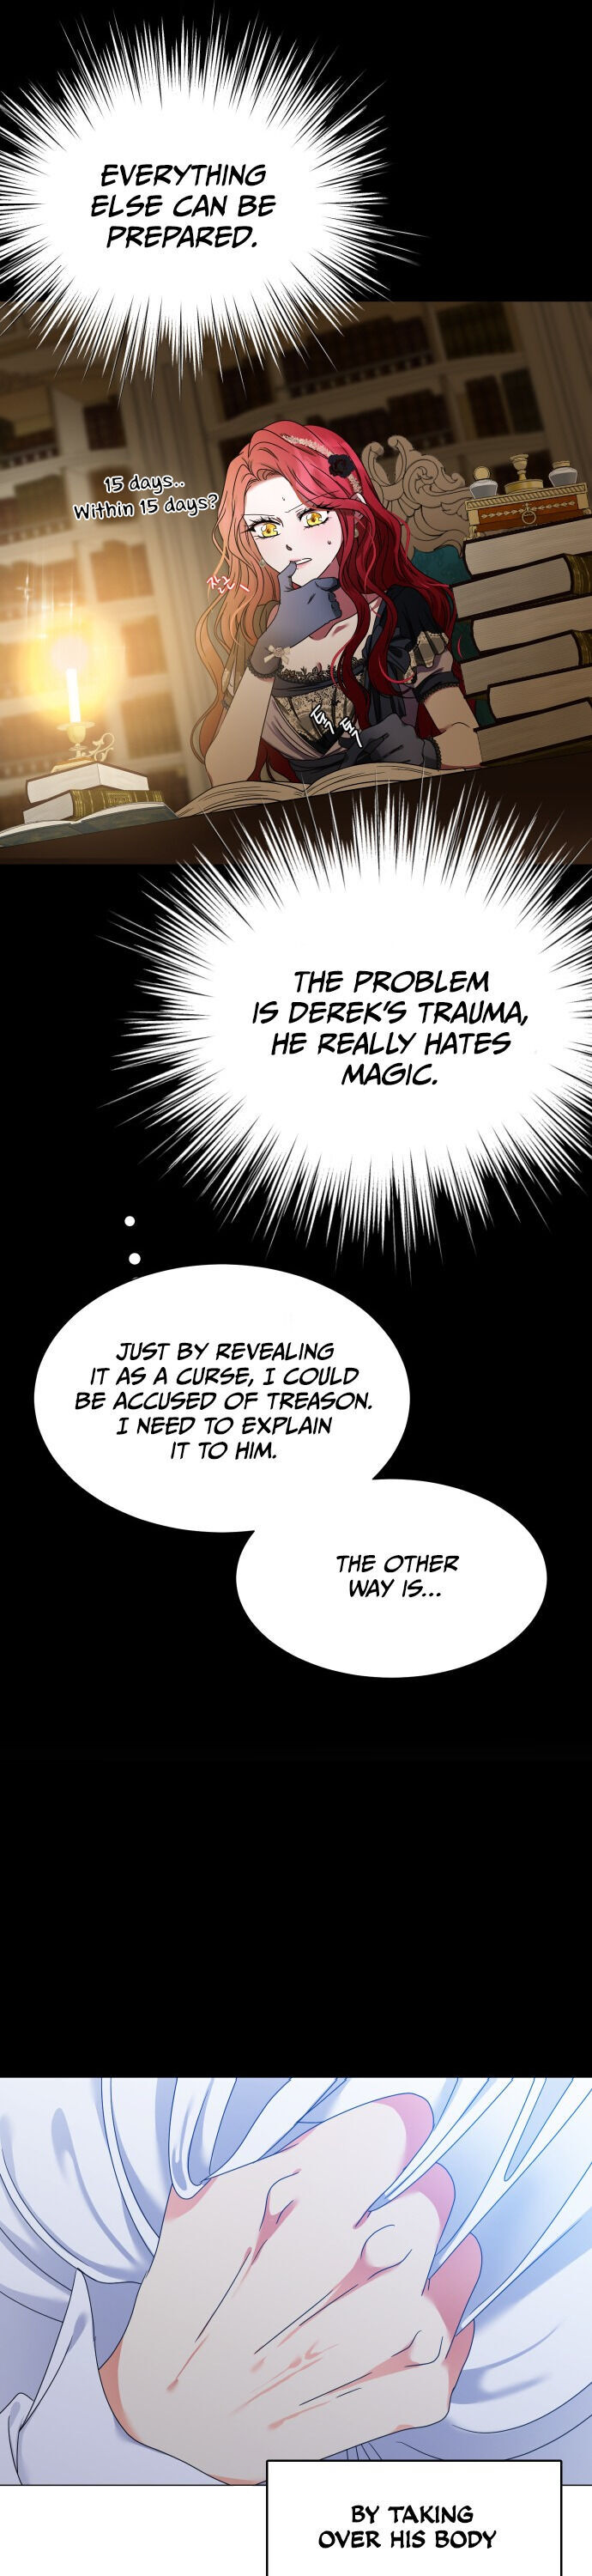 EVERYTHING
ELSE CAN BE
PREPARED.
15 days..
Within 15 days?
THE PROBLEM
IS DEREK'S TRAUMA,
HE REALLY HATES
MAGIC.
JUST BY REVEALING
IT AS A CURSE, I COULD
BE ACCUSED OF TREASON.
I NEED TO EXPLAIN
IT TO HIM.
THE OTHER
WAY IS...
BY TAKING
OVER HIS BODY